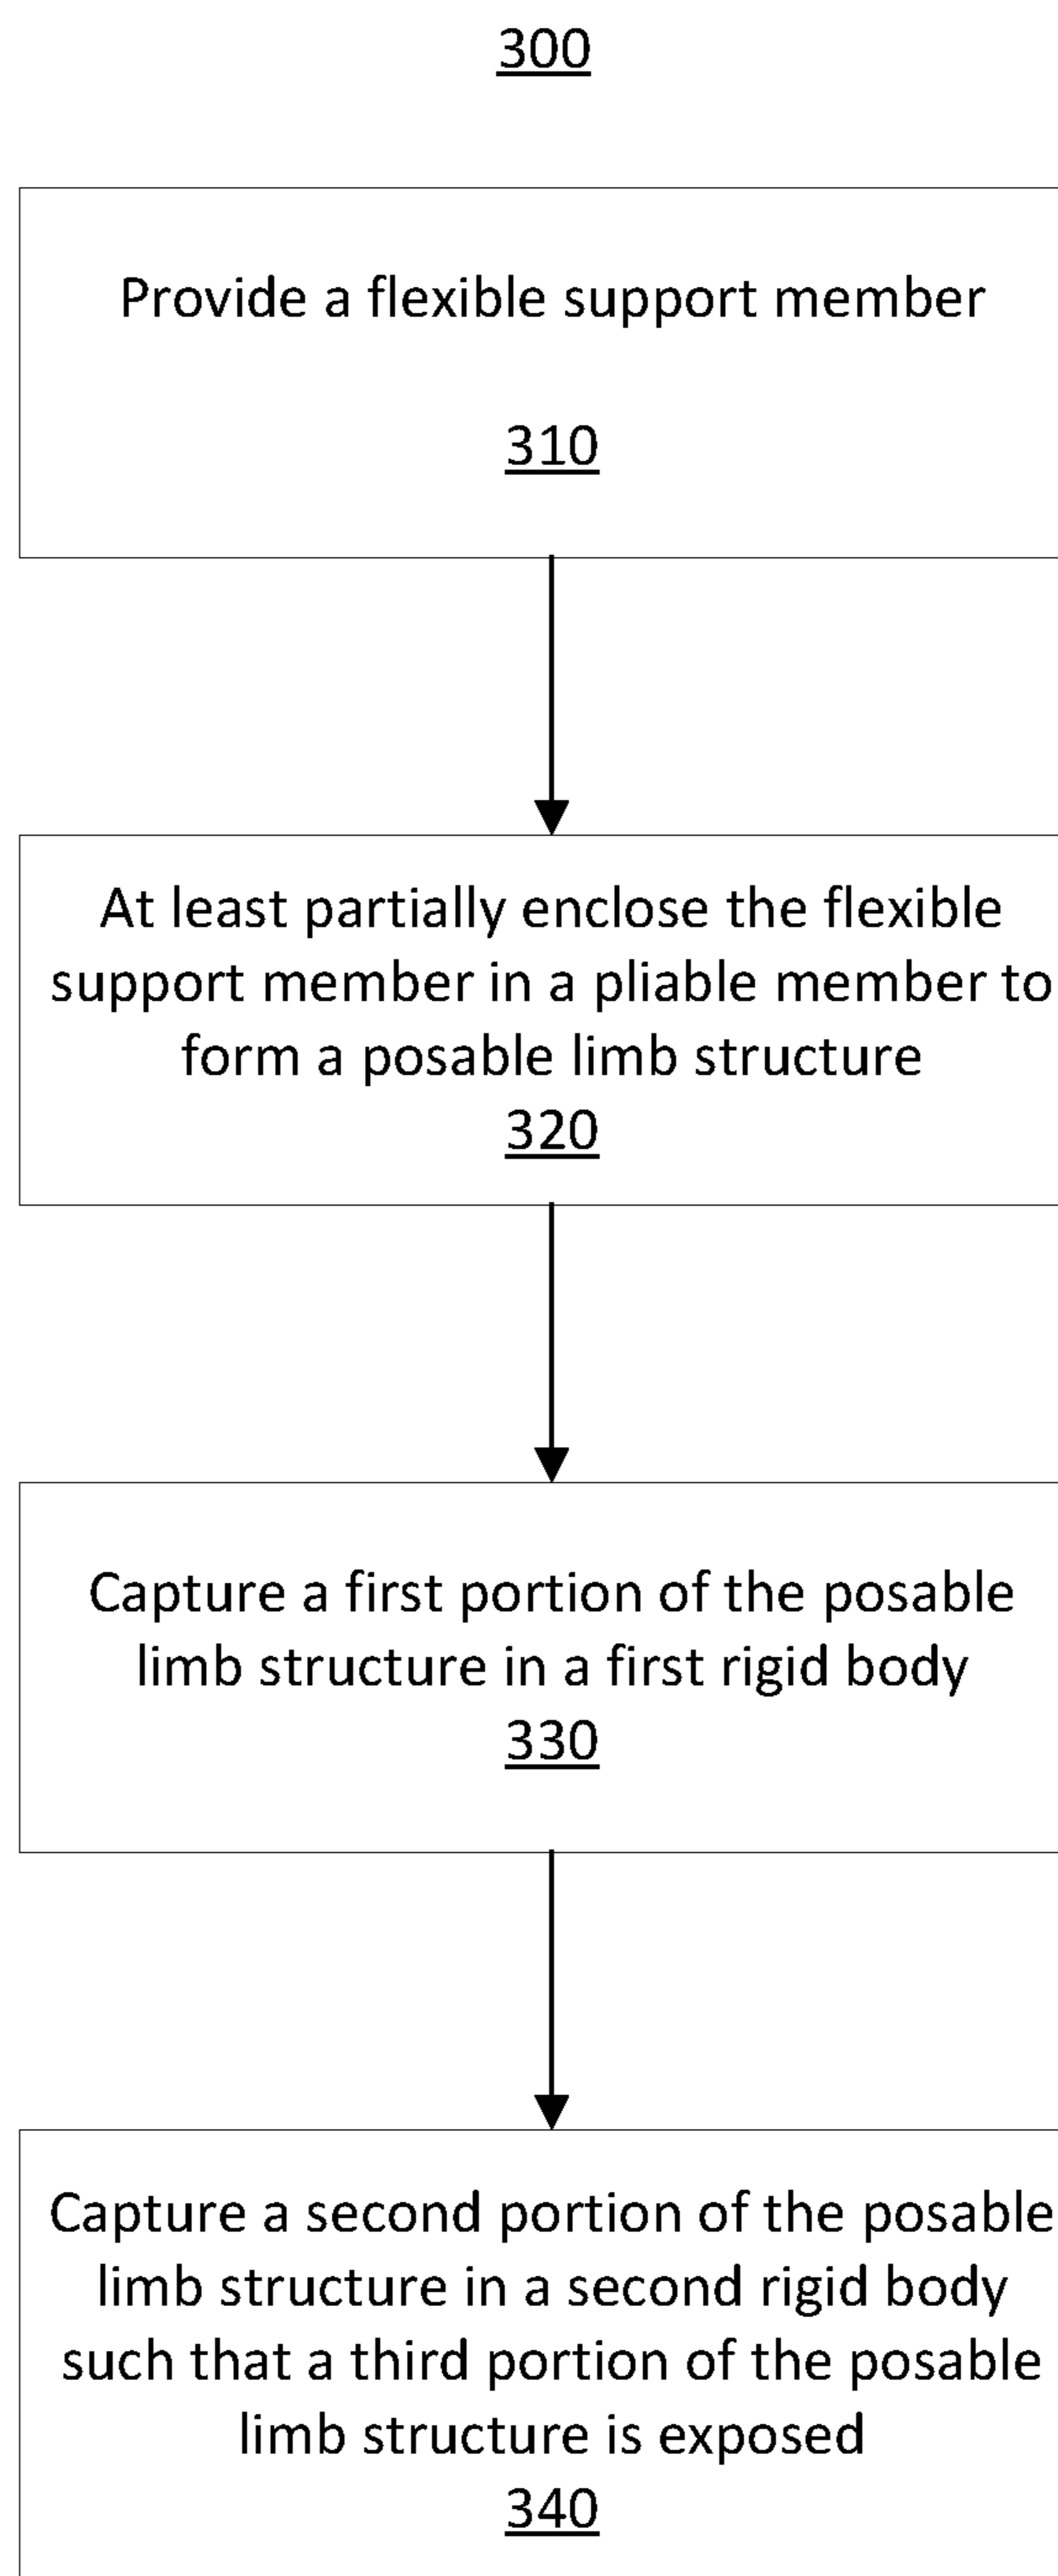 300
Provide a flexible support member
310
At least partially enclose the flexible
support member in a pliable member to
form a posable limb structure
320
Capture a first portion of the posable
limb structure in a first rigid body
330
Capture a second portion of the posable
limb structure in a second rigid body
such that a third portion of the posable
limb structure is exposed
340